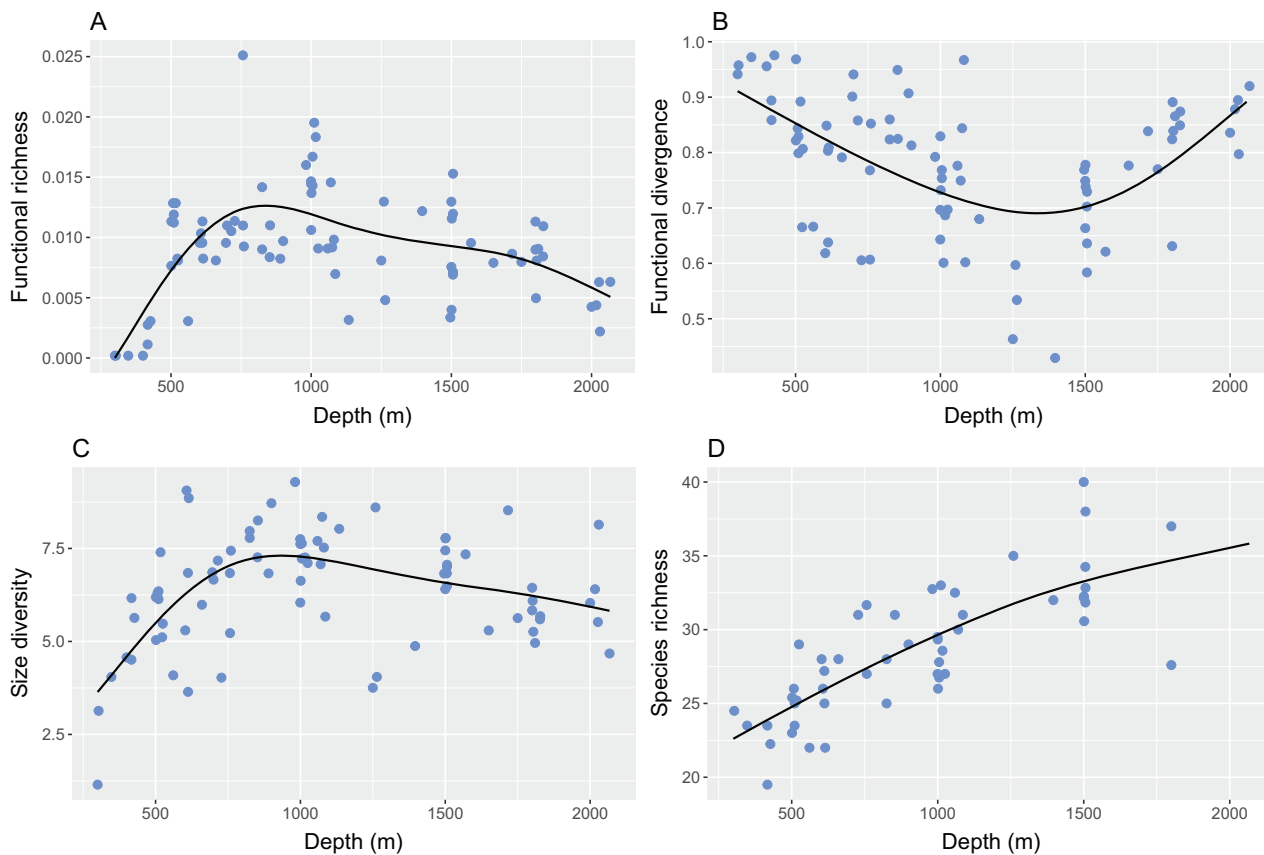 A
Functional richness
0.025
0.020
0.015
0.010
0.005
0.000
500 1000 1500 2000
Depth (m)
B
Functional divergence
1.0
0.9
0.8
0.7
0.6
0.5
500 1000 1500 2000
Depth (m)
C
Size diversity
7.5
5.0
2.5
500 1000 1500 2000
Depth (m)
D
Species richness
40
35
30
25
20
500 1000 1500 2000
Depth (m)